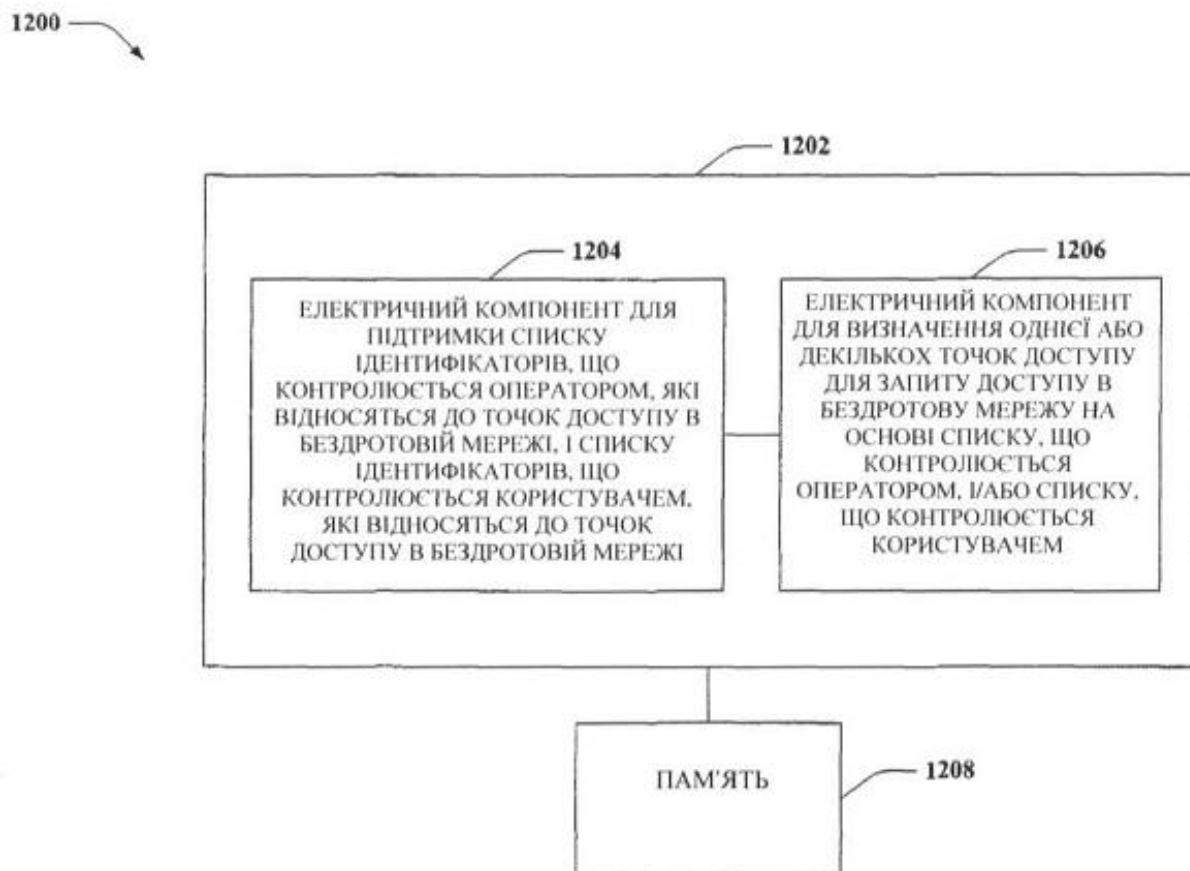 1200
1202
1204
1206
ЕЛЕКТРИЧНИЙ КОМПОНЕНТ ДЛЯ
ПІДТРИМКИ СПИСКУ
ІДЕНТИФІКАТОРІВ, ЩО
КОНТРОЛЮЄТЬСЯ ОПЕРАТОРОМ, ЯКІ
ВІДНОСЯТЬСЯ ДО ТОЧОК ДОСТУПУ В
БЕЗДРОТОВІЙ МЕРЕЖІ, І СПИСКУ
ІДЕНТИФІКАТОРІВ, ЩО
КОНТРОЛЮЄТЬСЯ КОРИСТУВАЧЕМ,
ЯКІ ВІДНОСЯТЬСЯ ДО ТОЧОК
ДОСТУПУ В БЕЗДРОТОВІЙ МЕРЕЖІ
ЕЛЕКТРИЧНИЙ КОМПОНЕНТ
ДЛЯ ВИЗНАЧЕННЯ ОДНІЄЇ АБО
ДЕКІЛЬКОХ ТОЧОК ДОСТУПУ
ДЛЯ ЗАПИТУ ДОСТУПУ В
БЕЗДРОТОВУ МЕРЕЖУ НА
ОСНОВІ СПИСКУ, ЩО
КОНТРОЛЮЄТЬСЯ
ОПЕРАТОРОМ, І/АБО СПИСКУ,
ЩО КОНТРОЛЮЄТЬСЯ
КОРИСТУВАЧЕМ
ПАМ'ЯТЬ
1208